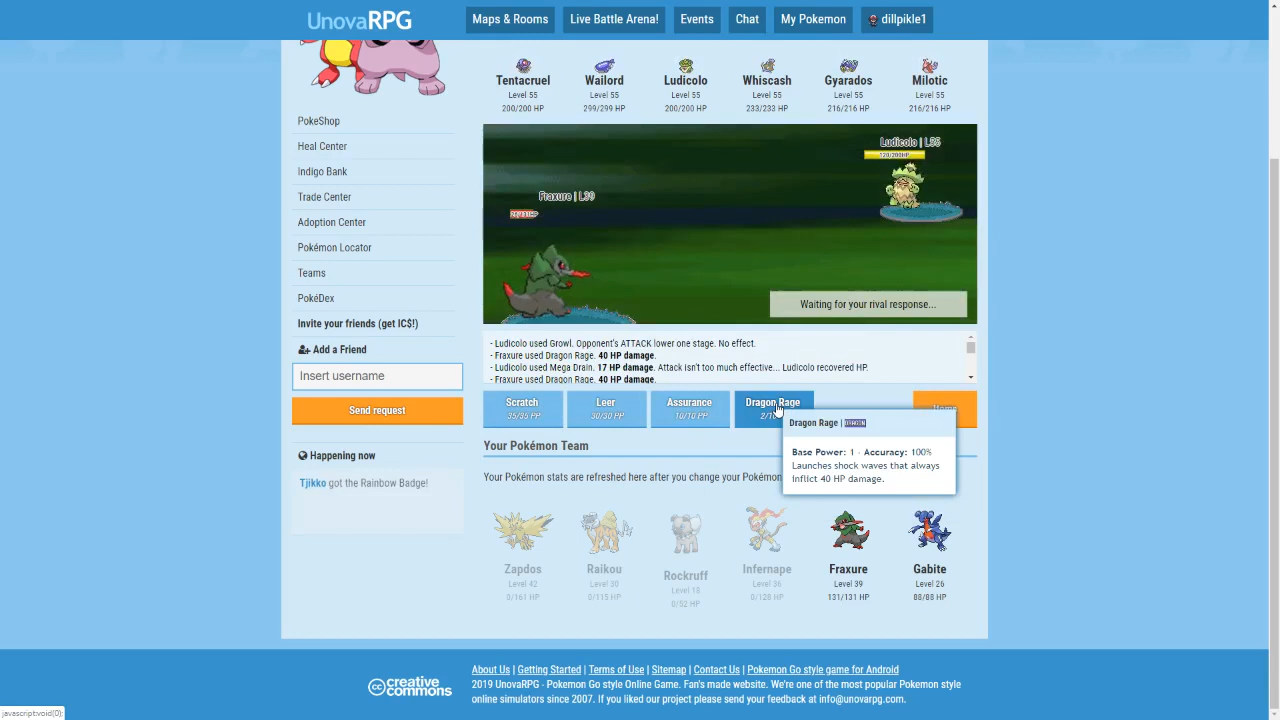 UnovaRPG
Maps & Rooms
Live Battle Arena!
Events
Chat
My Pokemon
dillpikle1
Tentacruel
Level 55
200/200 HP
Wailord
Level 55
299/299 HP
Ludicolo
Level 55
200/200 HP
Whiscash
Level 55
233/233 HP
Gyarados
Level 55
216/216 HP
Milotic
Level 55
216/216 HP
PokeShop
Heal Center
Indigo Bank
Trade Center
Adoption Center
Pokémon Locator
Teams
PokéDex
Invite your friends (get IC$!)
Add a Friend
Insert username
Send request
Happening now
Tjikko got the Rainbow Badge!
Ludicolo | L55
120/200HP
Fraxure | L39
Waiting for your rival response...
- Ludicolo used Growl. Opponent's ATTACK lower one stage. No effect.
- Fraxure used Dragon Rage. 40 HP damage.
- Ludicolo used Mega Drain. 17 HP damage. Attack isn't too much effective... Ludicolo recovered HP.
- Fraxure used Dragon Rage. 40 HP damage.
Scratch
35/35 PP
Leer
30/30 PP
Assurance
10/10 PP
Dragon Rage
Dragon Rage | DRAGON
Base Power: 1 - Accuracy: 100%
Launches shock waves that always
inflict 40 HP damage.
Your Pokémon Team
Your Pokémon stats are refreshed here after you change your Pokémon
Zapdos
Level 42
0/161 HP
Raikou
Level 30
0/115 HP
Rockruff
Level 18
0/52 HP
Infernape
Level 36
0/128 HP
Fraxure
Level 39
131/131 HP
Gabite
Level 26
88/88 HP
creative commons
About Us | Getting Started | Terms of Use | Sitemap | Contact Us | Pokemon Go style game for Android
2019 UnovaRPG - Pokemon Go style Online Game. Fan's made website. We're one of the most popular Pokemon style
online simulators since 2007. If you liked our project please send your feedback at info@unovarpg.com.
javascript:void(0);